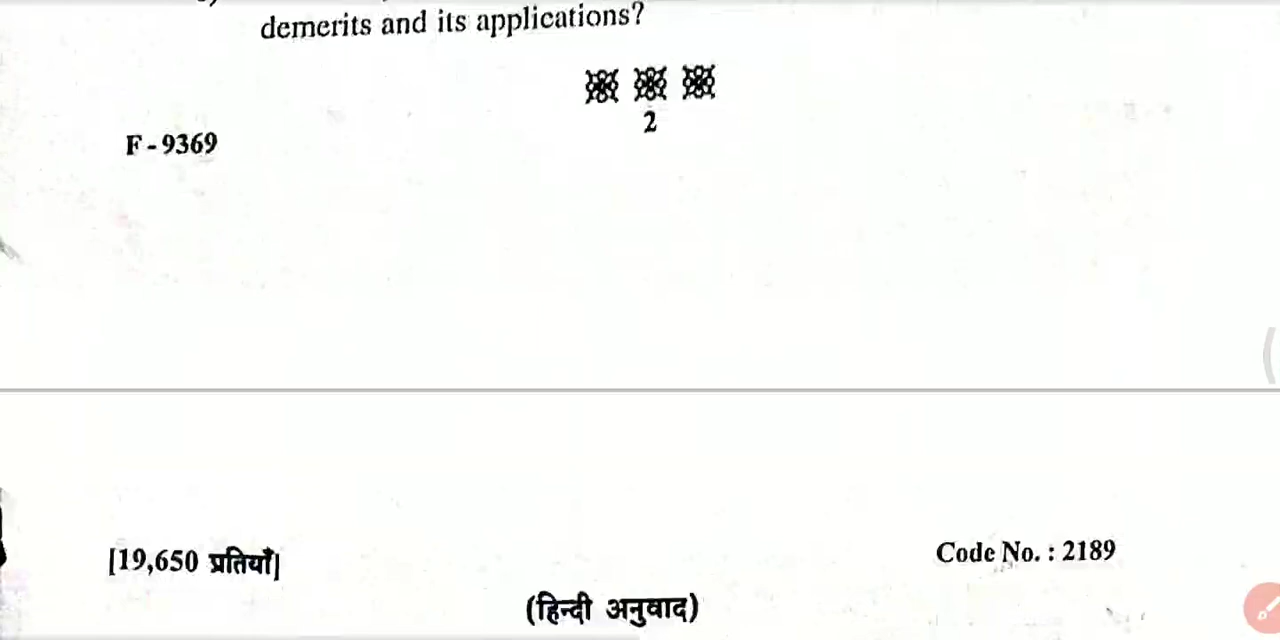 demerits and its applications?
2
F - 9369
[19,650 प्रतियाँ]
Code No. : 2189
(हिन्दी अनुवाद)